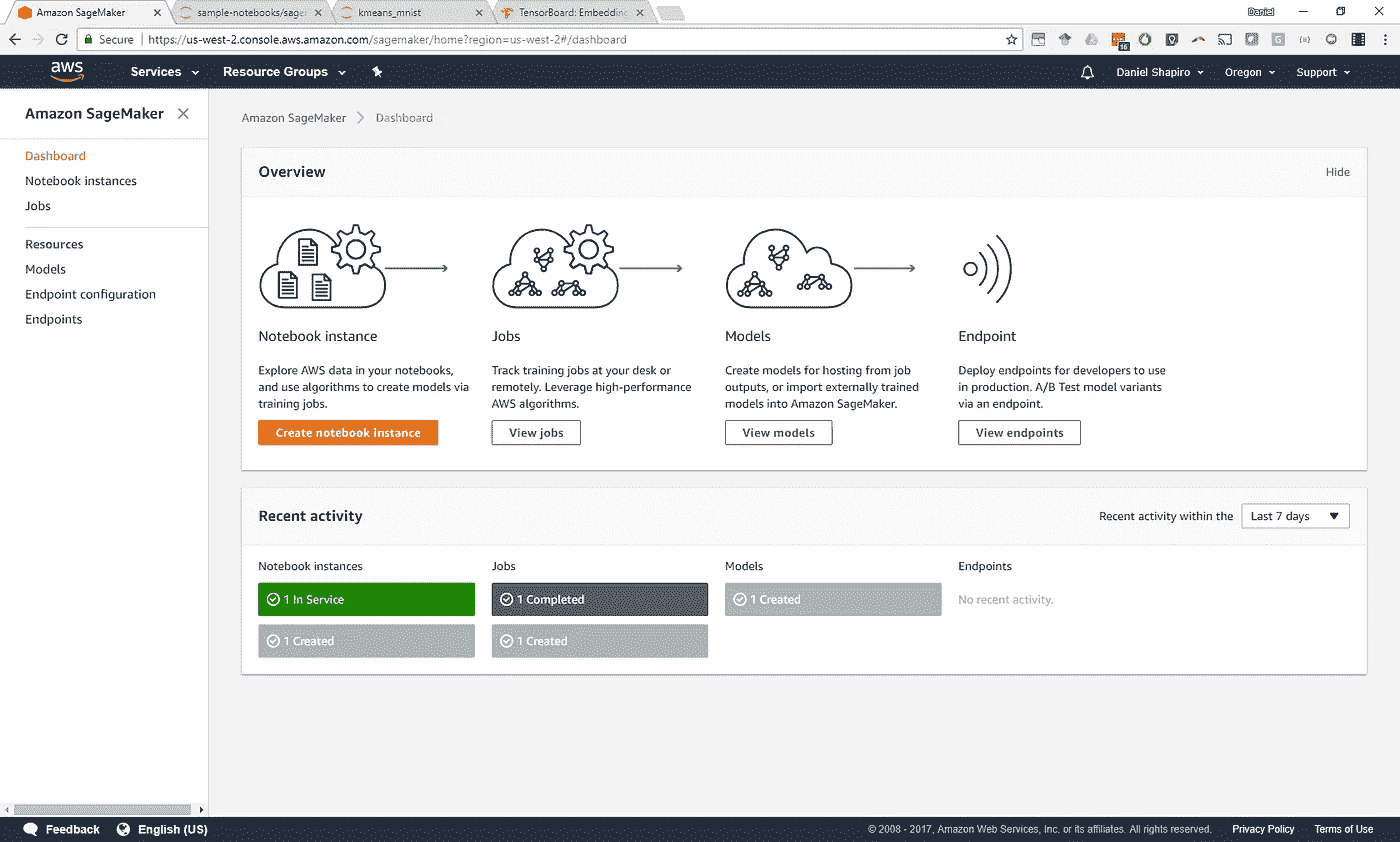 Amazon SageMaker
sample-notebooks/sage
kmeans_mnist
TensorBoard: Embedding
Daniel
Secure
https://us-west-2.console.aws.amazon.com/sagemaker/home?region=us-west-2#/dashboard
16
G
aws
Services
Resource Groups
Daniel Shapiro
Oregon
Support
Amazon SageMaker
Dashboard
Notebook instances
Jobs
Resources
Models
Endpoint configuration
Endpoints
Amazon SageMaker
Dashboard
Overview
Hide
Notebook instance
Explore AWS data in your notebooks,
and use algorithms to create models via
training jobs.
Create notebook instance
Jobs
Track training jobs at your desk or
remotely. Leverage high-performance
AWS algorithms.
View jobs
Models
Create models for hosting from job
outputs, or import externally trained
models into Amazon SageMaker.
View models
Endpoint
Deploy endpoints for developers to use
in production. A/B Test model variants
via an endpoint.
View endpoints
Recent activity
Recent activity within the
Last 7 days
Notebook instances
1 In Service
1 Created
Jobs
1 Completed
1 Created
Models
1 Created
Endpoints
No recent activity.
Feedback
English (US)
© 2008 - 2017, Amazon Web Services, Inc. or its affiliates. All rights reserved.
Privacy Policy
Terms of Use